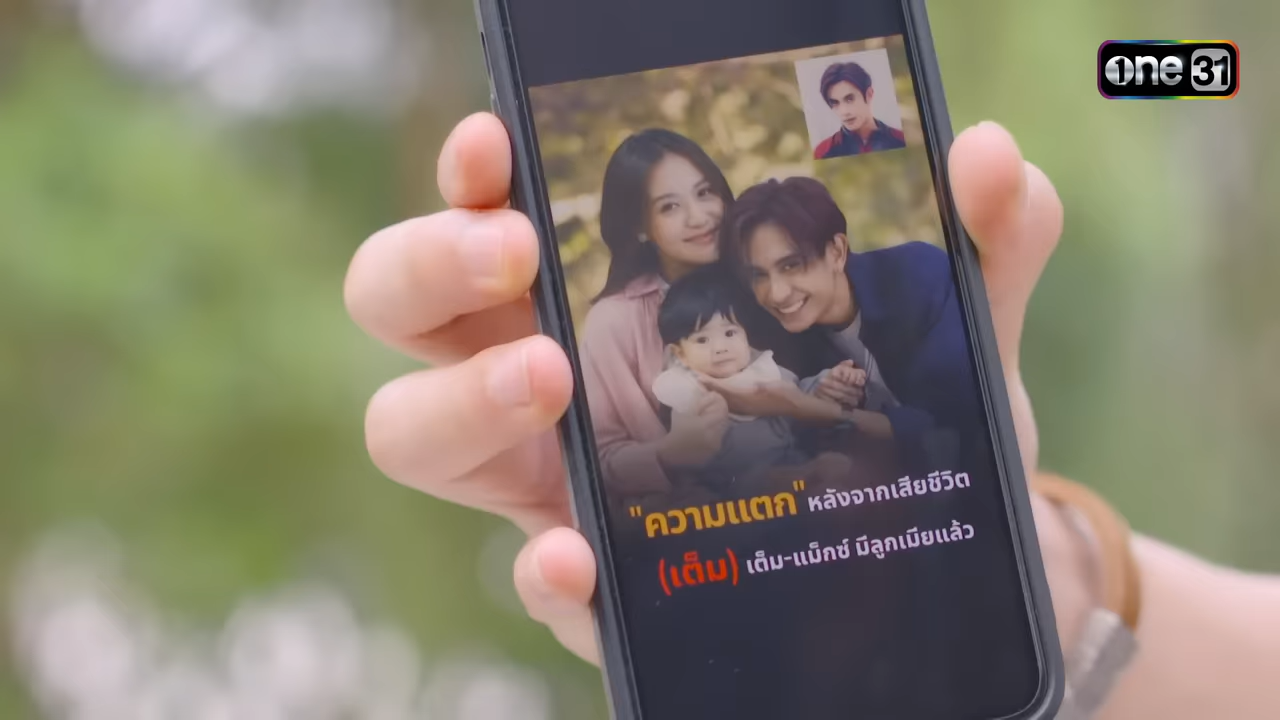 one 31
"ความแตก" หลังจากเสียชีวิต
(เต็ม) เต็ม-แม็กซ์ มีลูกเมียแล้ว